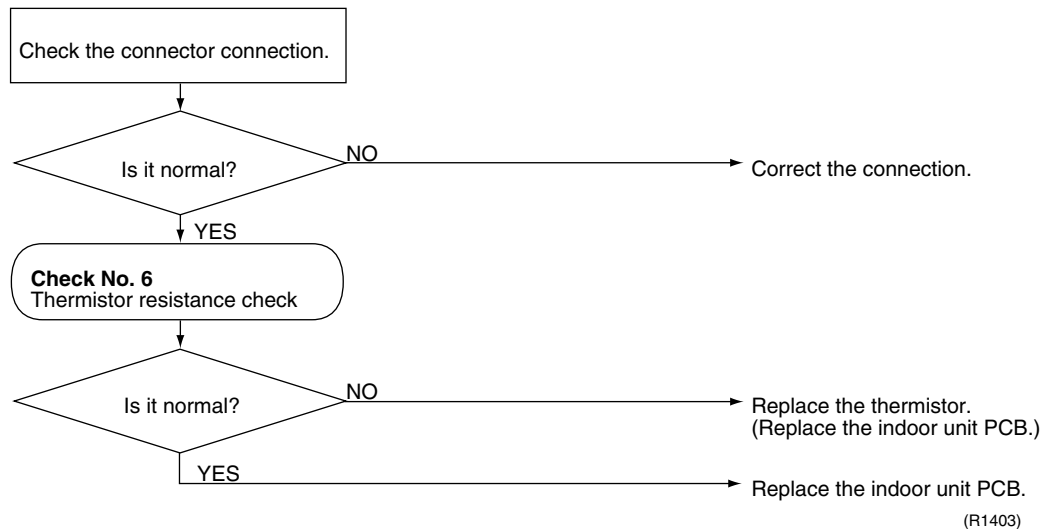 Check the connector connection.
Is it normal?
NO
Correct the connection.
YES
Check No. 6
Thermistor resistance check
Is it normal?
NO
Replace the thermistor.
(Replace the indoor unit PCB.)
YES
Replace the indoor unit PCB.
(R1403)